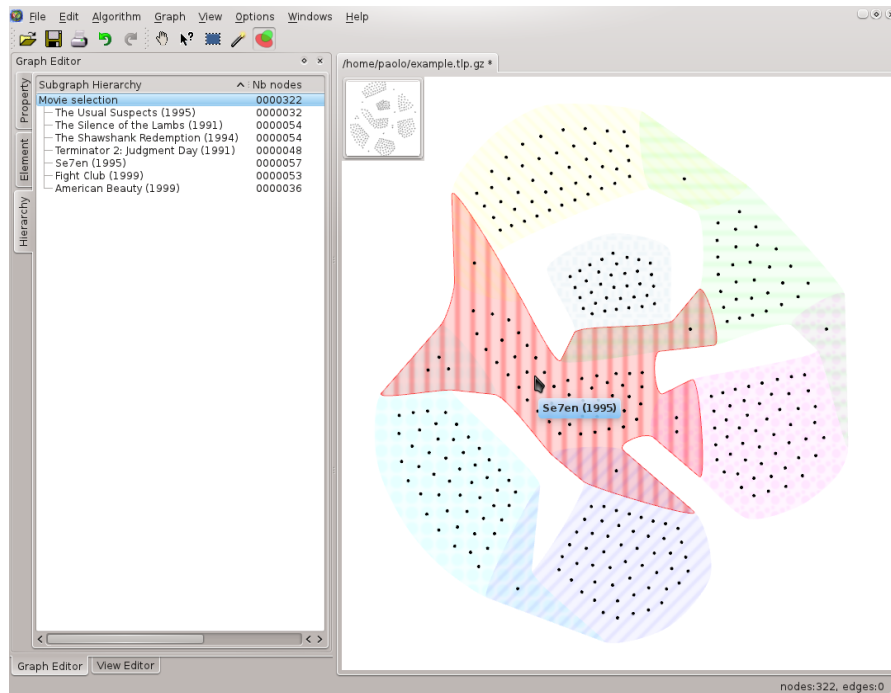 File Edit Algorithm Graph View Options Windows Help
Graph Editor
/home/paolo/example.tlp.gz *
Property
Element
Hierarchy
Subgraph Hierarchy Nb nodes
Movie selection 0000322
The Usual Suspects (1995) 0000032
The Silence of the Lambs (1991) 0000054
The Shawshank Redemption (1994) 0000054
Terminator 2: Judgment Day (1991) 0000048
Se7en (1995) 0000057
Fight Club (1999) 0000053
American Beauty (1999) 0000036
Se7en (1995)
Graph Editor View Editor
nodes:322, edges:0